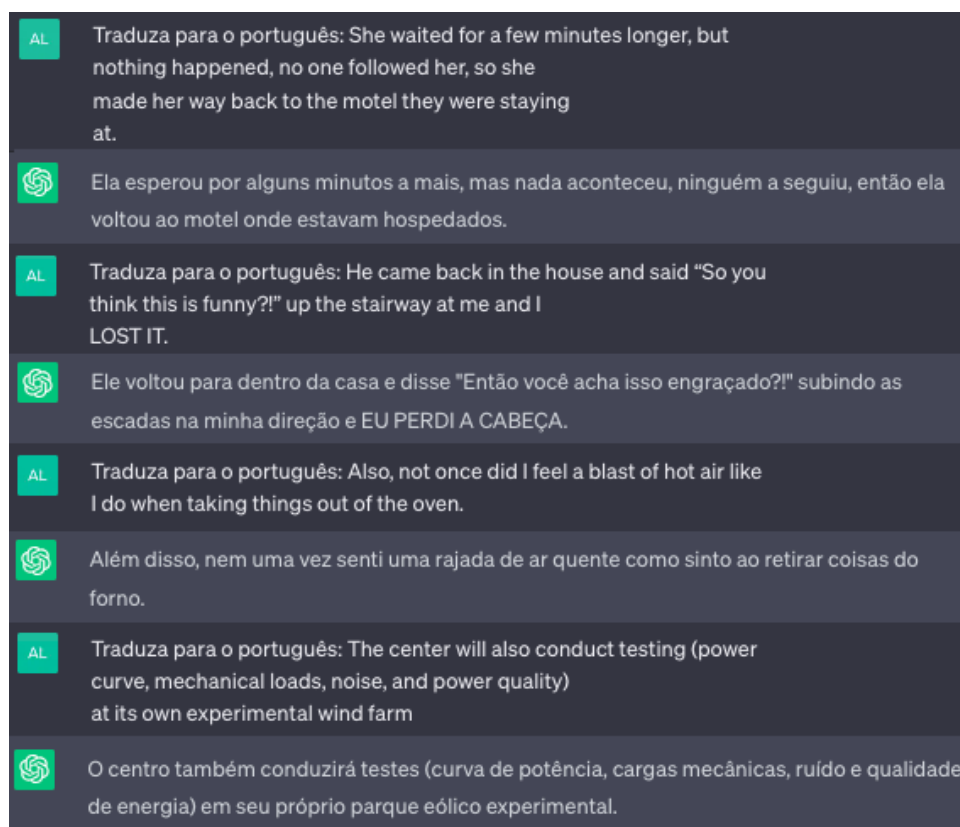 AL
Traduza para o português: She waited for a few minutes longer, but
nothing happened, no one followed her, so she
made her way back to the motel they were staying
at.
Ela esperou por alguns minutos a mais, mas nada aconteceu, ninguém a seguiu, então ela
voltou ao motel onde estavam hospedados.
AL
Traduza para o português: He came back in the house and said “So you
think this is funny?!” up the stairway at me and I
LOST IT.
Ele voltou para dentro da casa e disse "Então você acha isso engraçado?!" subindo as
escadas na minha direção e EU PERDI A CABEÇA.
AL
Traduza para o português: Also, not once did I feel a blast of hot air like
I do when taking things out of the oven.
Além disso, nem uma vez senti uma rajada de ar quente como sinto ao retirar coisas do
forno.
AL
Traduza para o português: The center will also conduct testing (power
curve, mechanical loads, noise, and power quality)
at its own experimental wind farm
O centro também conduzirá testes (curva de potência, cargas mecânicas, ruído e qualidade
de energia) em seu próprio parque eólico experimental.